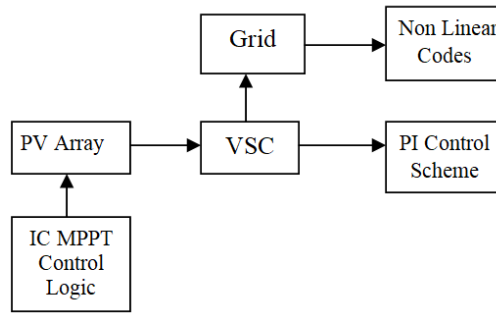 Grid
Non Linear
Codes
PV Array
VSC
PI Control
Scheme
IC MPPT
Control
Logic